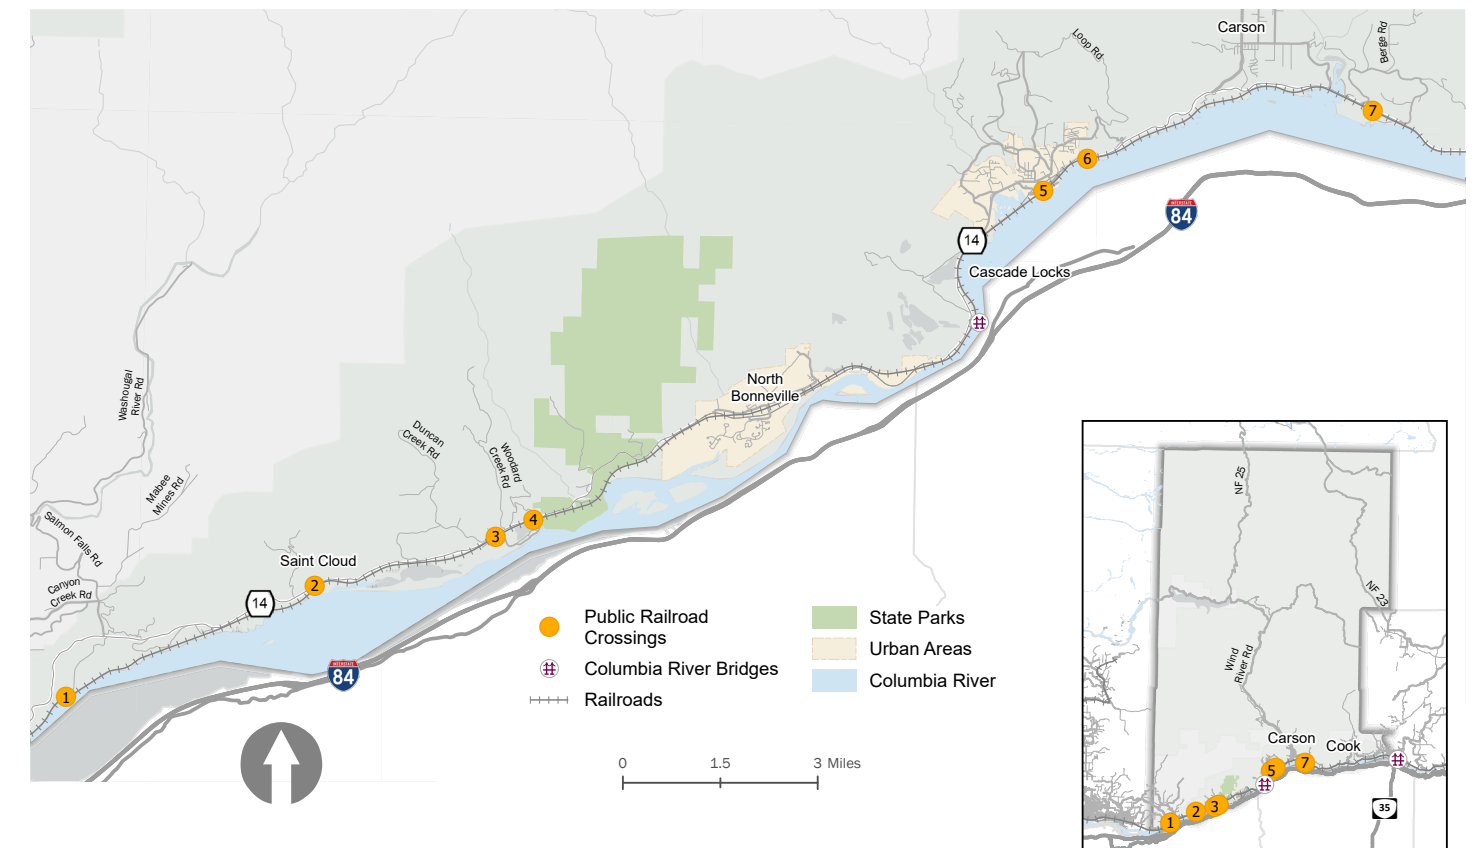 Carson
Loop Rd
Berge Rd
7
6
5
INTERSTATE
84
14
Cascade Locks
Washougal
River Rd
North
Bonneville
Duncan
Creek Rd
Woodard
Creek Rd
Mabee
Mines Rd
Salmon Falls Rd
4
3
Saint Cloud
2
Canyon
Creek Rd
14
INTERSTATE
84
1
Public Railroad
Crossings
Columbia River Bridges
Railroads
State Parks
Urban Areas
Columbia River
0 1.5 3 Miles
NF 25
NF 23
Wind
River Rd
Carson
Cook
5
7
3
2
1
35